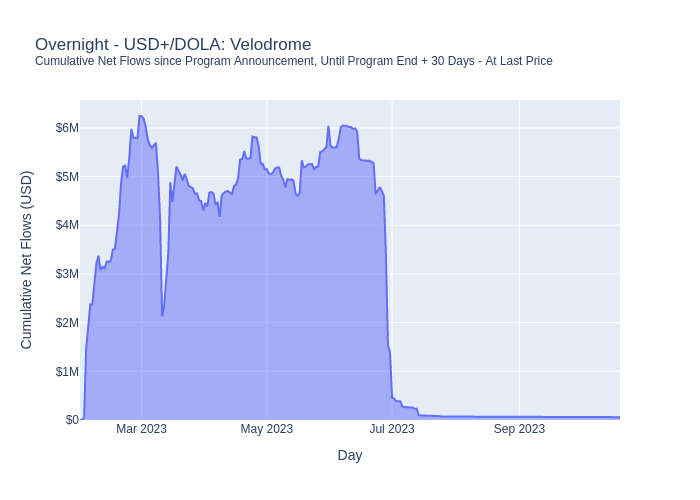 Overnight - USD+/DOLA: Velodrome
Cumulative Net Flows since Program Announcement, Until Program End + 30 Days - At Last Price
Cumulative Net Flows (USD)
$6M
$5M
$4M
$3M
$2M
$1M
$0
Mar 2023
May 2023
Jul 2023
Sep 2023
Day